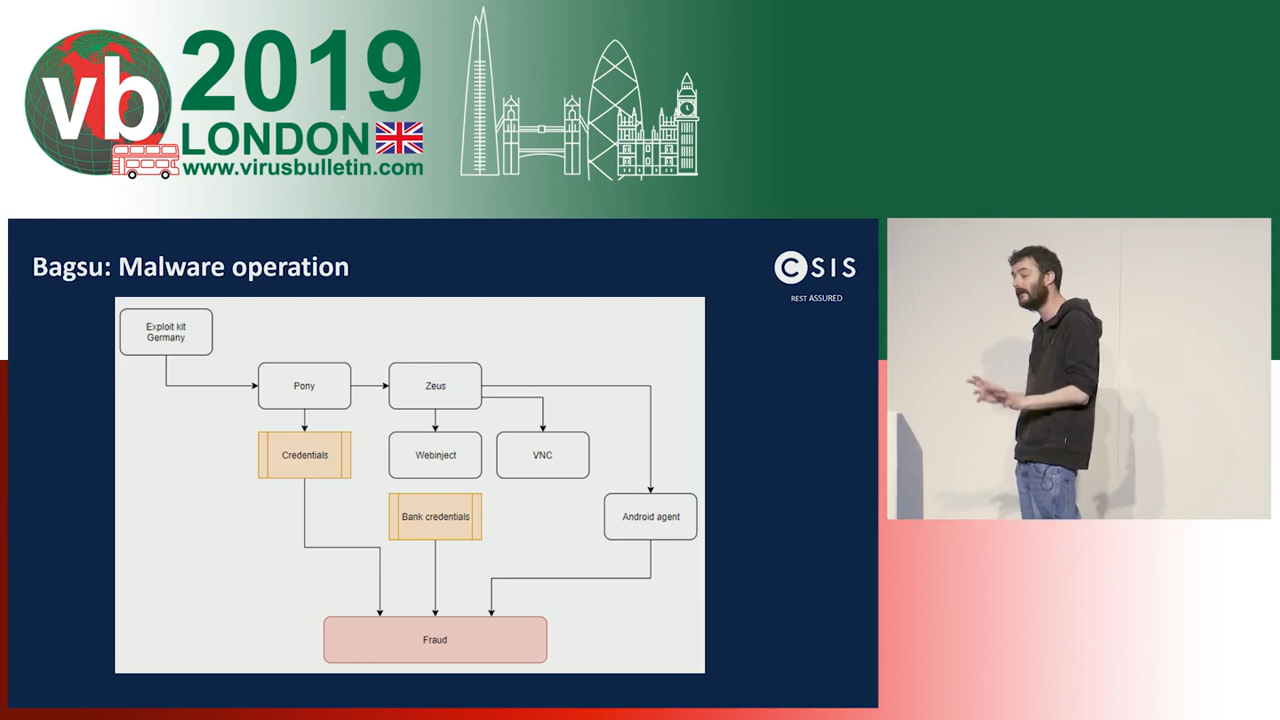 vb
2019
LONDON
www.virusbulletin.com
Bagsu: Malware operation
CSIS
REST ASSURED
Exploit kit
Germany
Pony
Zeus
Credentials
Webinject
VNC
Bank credentials
Android agent
Fraud